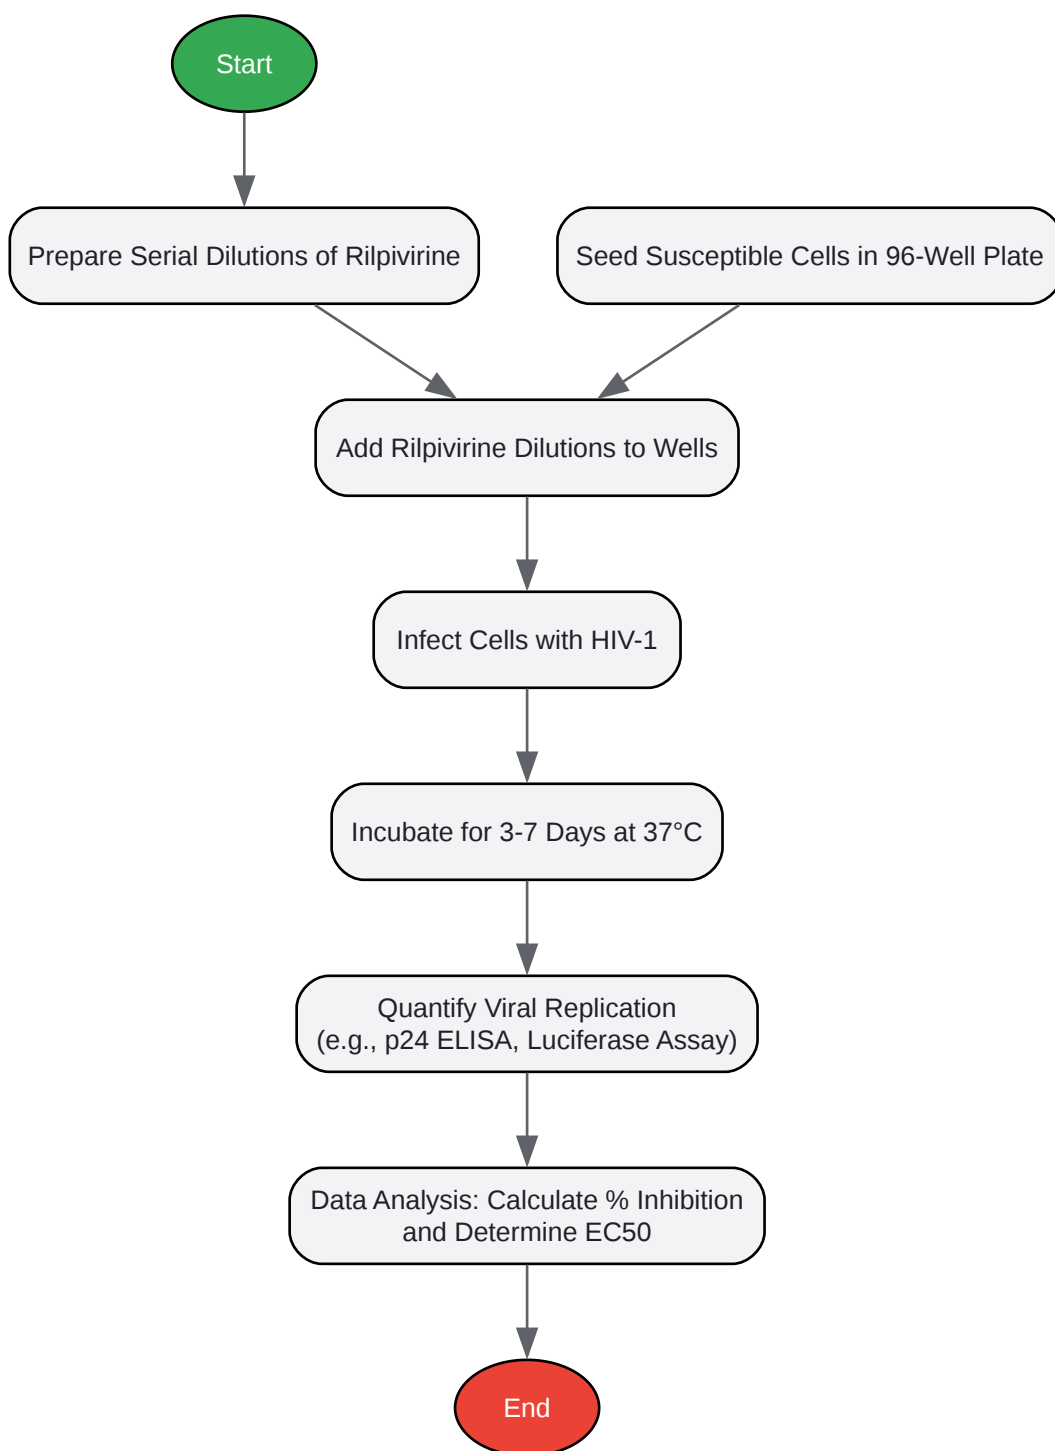 Start
Prepare Serial Dilutions of Rilpivirine
Seed Susceptible Cells in 96-Well Plate
Add Rilpivirine Dilutions to Wells
Infect Cells with HIV-1
Incubate for 3-7 Days at 37°C
Quantify Viral Replication
(e.g., p24 ELISA, Luciferase Assay)
Data Analysis: Calculate % Inhibition
and Determine EC50
End